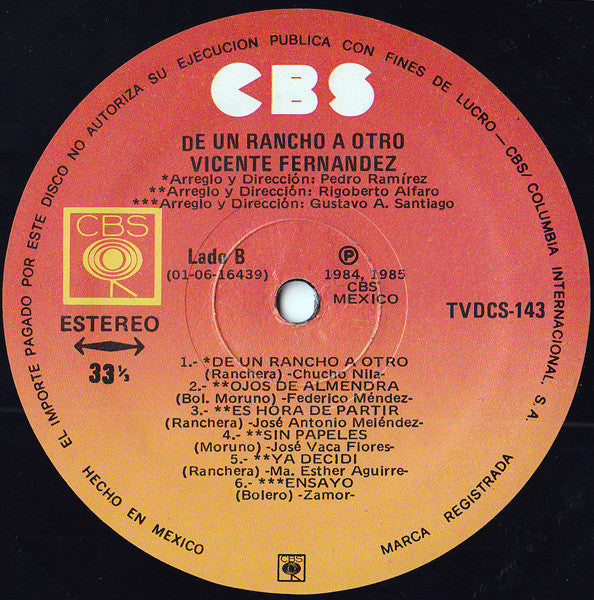 EL IMPORTE PAGADO POR ESTE DISCO NO AUTORIZA SU EJECUCION PUBLICA CON FINES DE LUCRO — CBS/COLUMBIA INTERNACIONAL, S.A.
CBS
DE UN RANCHO A OTRO
VICENTE FERNANDEZ
*Arreglo y Dirección: Pedro Ramírez
**Arreglo y Dirección: Rigoberto Alfaro
***Arreglo y Dirección: Gustavo A. Santiago
CBS
Lado B
(01-06-16439)
℗
1984, 1985
CBS
MEXICO
TVDCS-143
ESTEREO
33 1/3
1.- *DE UN RANCHO A OTRO
(Ranchera) -Chucho Nila-
2.- **OJOS DE ALMENDRA
(Bol. Moruno) -Federico Méndez-
3.- **ES HORA DE PARTIR
(Ranchera) -José Antonio Meléndez-
4.- **SIN PAPELES
(Moruno) -José Vaca Flores-
5.- **YA DECIDI
(Ranchera) -Ma. Esther Aguirre-
6.- ***ENSAYO
(Bolero) -Zamor-
HECHO EN MEXICO
CBS
MARCA REGISTRADA